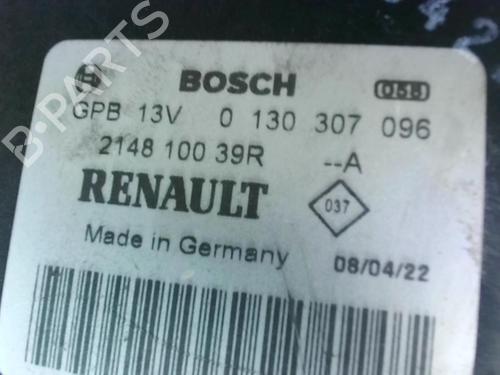 BOSCH 058
GPB 13V 0 130 307 096
2148 100 39R --A
RENAULT 037
Made in Germany 08/04/22
B-PARTS